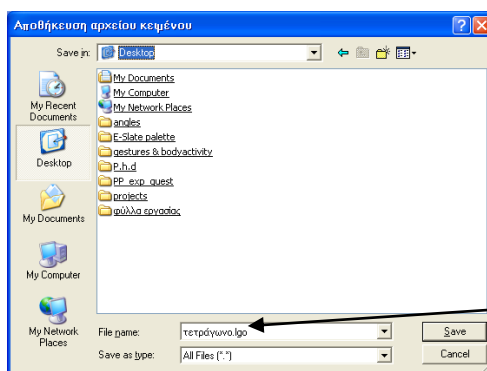 Αποθήκευση αρχείου κειμένου
Save in:
Desktop
My Recent
Documents
Desktop
My Documents
My Computer
My Network
Places
My Documents
My Computer
My Network Places
angles
E-Slate palette
gestures & bodyactivity
P.h.d
PP_exp_quest
projects
φύλλα εργασίας
File name:
τετράγωνο.lgo
Save
Save as type:
All Files (*.*)
Cancel